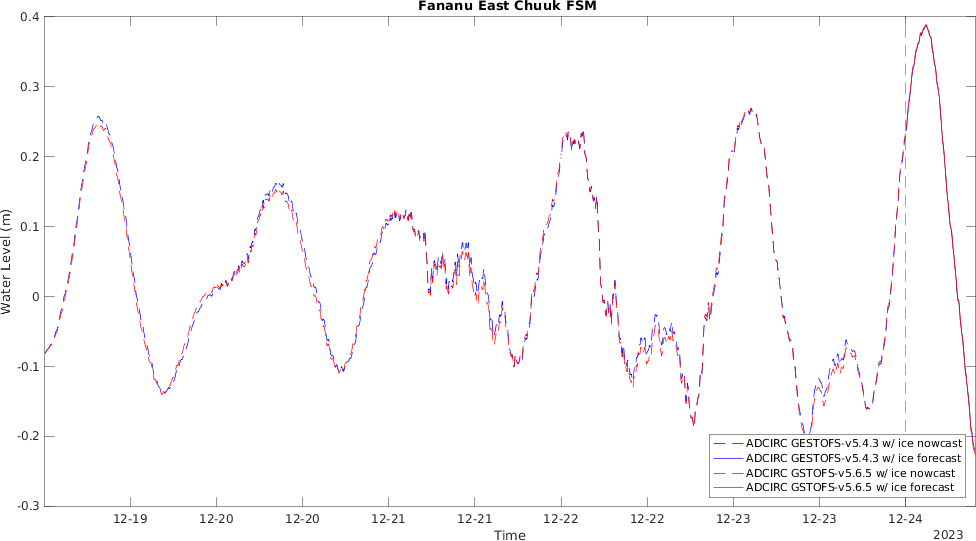 Fananu East Chuuk FSM
0.4
0.3
0.2
0.1
0
-0.1
-0.2
-0.3
Water Level (m)
ADCIRC GESTOFS-v5.4.3 w/ ice nowcast
ADCIRC GESTOFS-v5.4.3 w/ ice forecast
ADCIRC GSTOFS-v5.6.5 w/ ice nowcast
ADCIRC GSTOFS-v5.6.5 w/ ice forecast
12-19 12-20 12-20 12-21 12-21 12-22 12-22 12-23 12-23 12-24
Time
2023